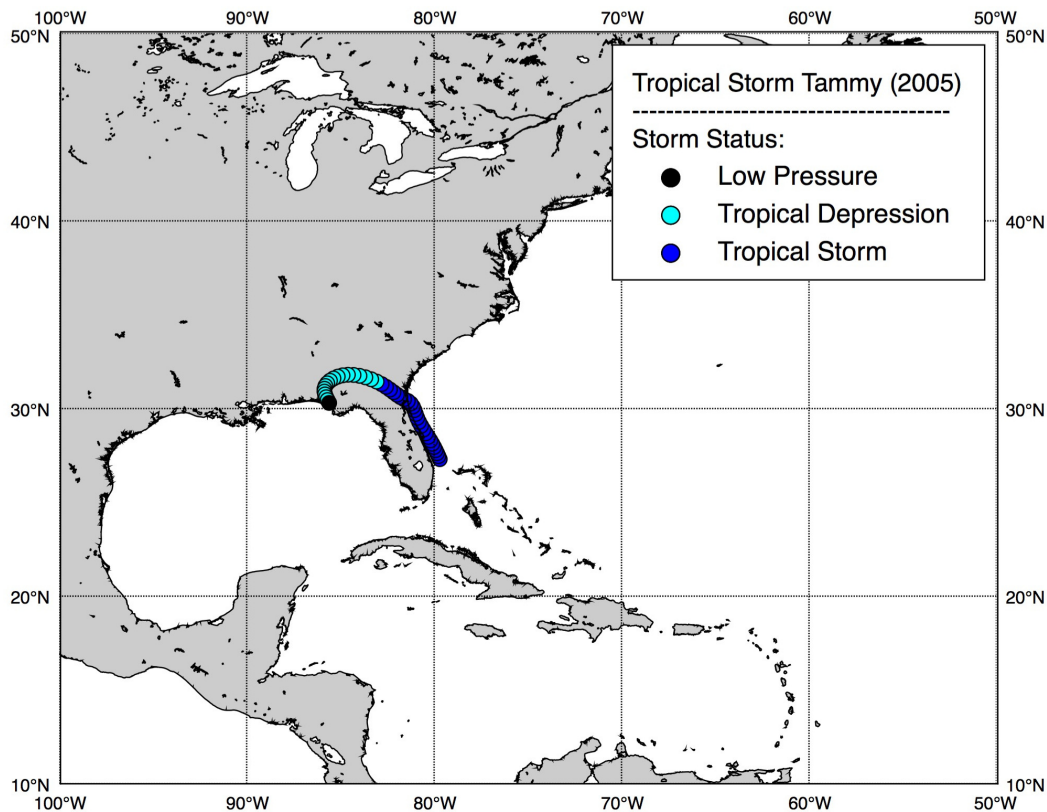 100°W 90°W 80°W 70°W 60°W 50°W
50°N 50°N
Tropical Storm Tammy (2005)
------------------------------
Storm Status:
Low Pressure
Tropical Depression
Tropical Storm
40°N 40°N
30°N 30°N
20°N 20°N
10°N 10°N
100°W 90°W 80°W 70°W 60°W 50°W